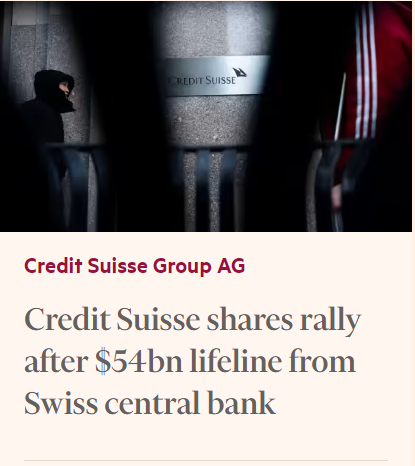 CREDIT SUISSE
Credit Suisse Group AG
Credit Suisse shares rally
after $54bn lifeline from
Swiss central bank